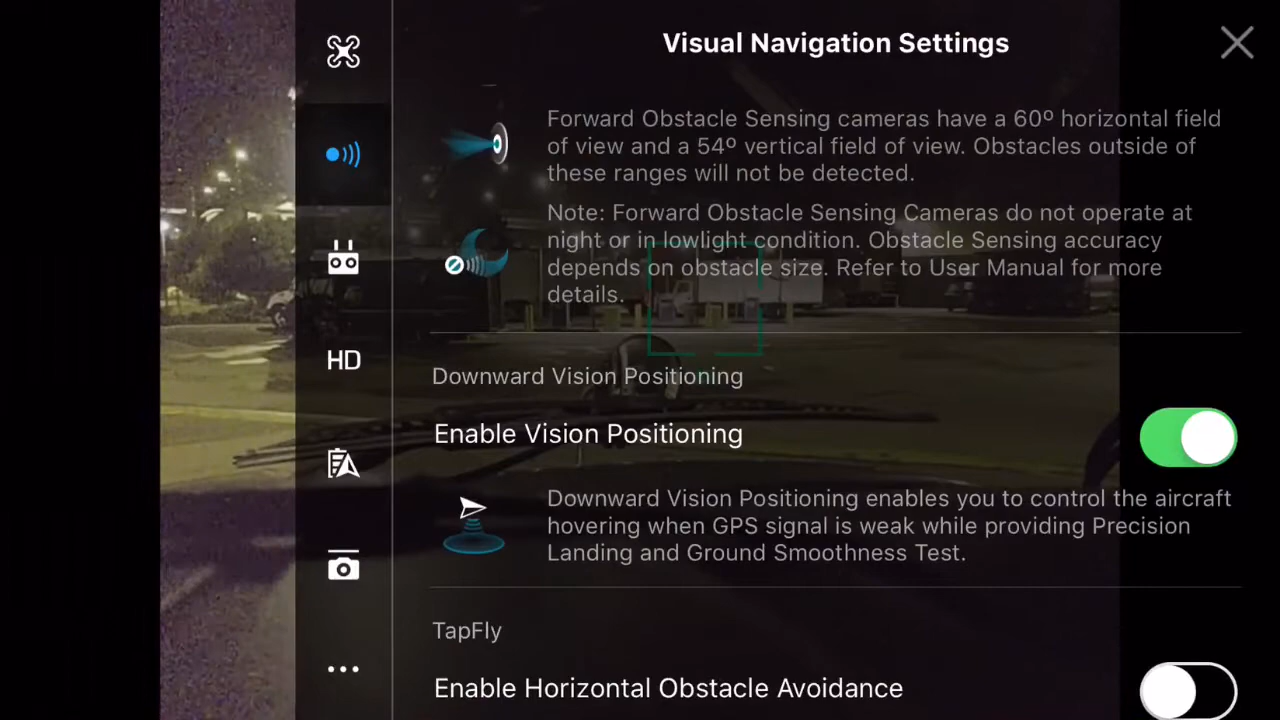 Visual Navigation Settings
Forward Obstacle Sensing cameras have a 60º horizontal field
of view and a 54º vertical field of view. Obstacles outside of
these ranges will not be detected.
Note: Forward Obstacle Sensing Cameras do not operate at
night or in lowlight condition. Obstacle Sensing accuracy
depends on obstacle size. Refer to User Manual for more
details.
HD
Downward Vision Positioning
Enable Vision Positioning
Downward Vision Positioning enables you to control the aircraft
hovering when GPS signal is weak while providing Precision
Landing and Ground Smoothness Test.
TapFly
Enable Horizontal Obstacle Avoidance